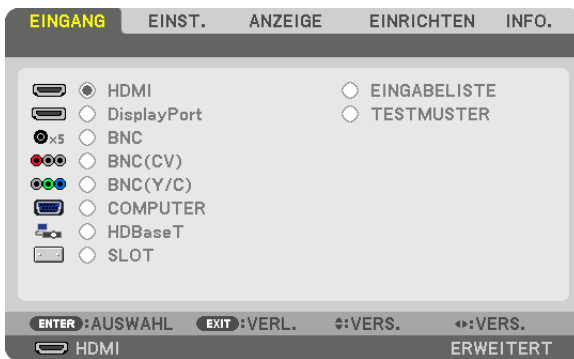 EINGANG EINST. ANZEIGE EINRICHTEN INFO.
HDMI
DisplayPort
×5 BNC
BNC(CV)
BNC(Y/C)
COMPUTER
HDBaseT
SLOT
EINGABELISTE
TESTMUSTER
ENTER:AUSWAHL EXIT:VERL. :VERS. :VERS.
HDMI ERWEITERT